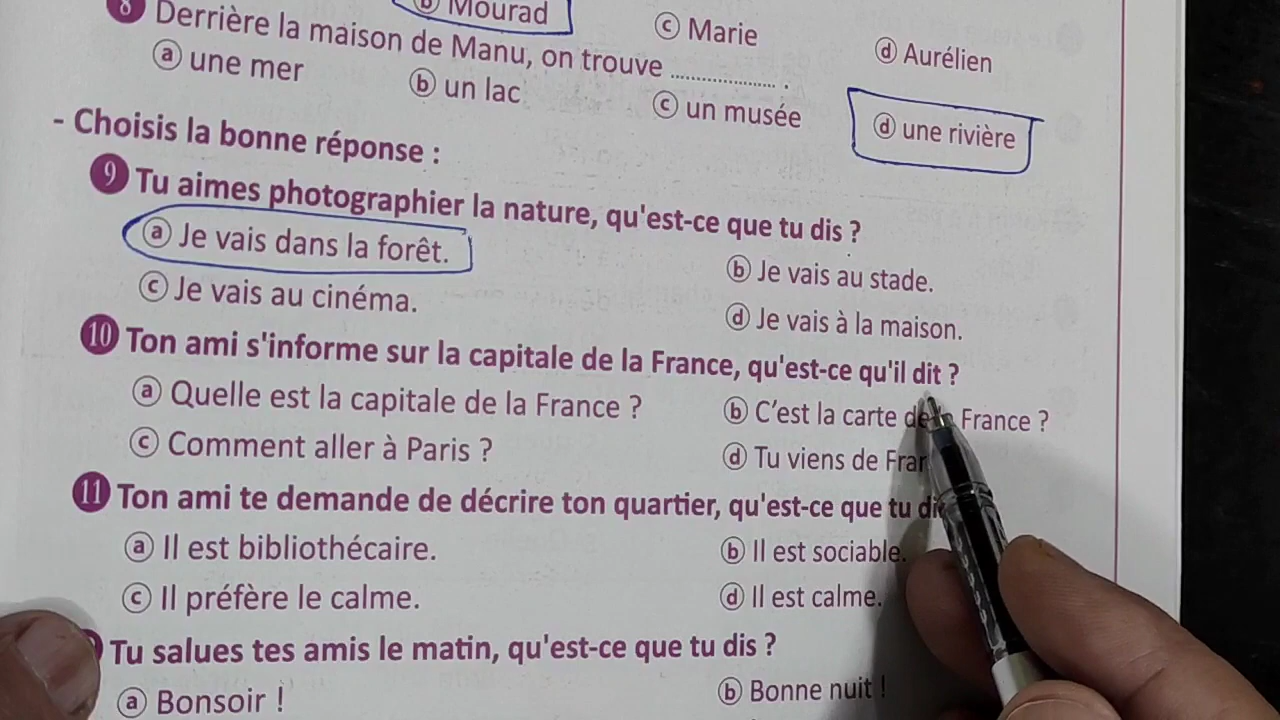 8 Derrière la maison de Manu, on trouve .................... .
b Mourad
c Marie
d Aurélien
a une mer
b un lac
c un musée
d une rivière
- Choisis la bonne réponse :
9 Tu aimes photographier la nature, qu'est-ce que tu dis ?
a Je vais dans la forêt.
b Je vais au stade.
c Je vais au cinéma.
d Je vais à la maison.
10 Ton ami s'informe sur la capitale de la France, qu'est-ce qu'il dit ?
a Quelle est la capitale de la France ?
b C'est la carte de France ?
c Comment aller à Paris ?
d Tu viens de
11 Ton ami te demande de décrire ton quartier, qu'est-ce que tu
a Il est bibliothécaire.
b Il est sociable.
c Il préfère le calme.
d Il est calme.
Tu salues tes amis le matin, qu'est-ce que tu dis ?
a Bonsoir !
b Bonne nuit !